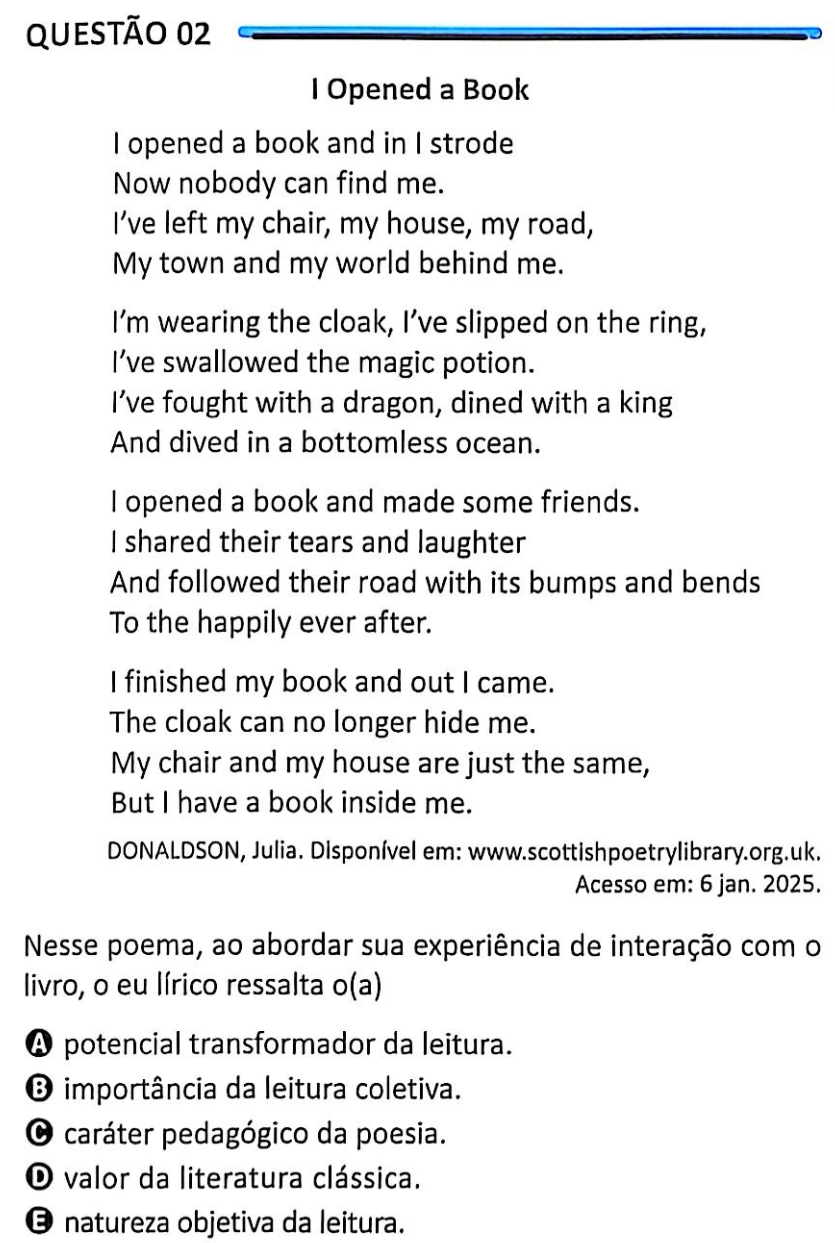 QUESTÃO 02
I Opened a Book
I opened a book and in I strode
Now nobody can find me.
I've left my chair, my house, my road,
My town and my world behind me.
I'm wearing the cloak, I've slipped on the ring,
I've swallowed the magic potion.
I've fought with a dragon, dined with a king
And dived in a bottomless ocean.
I opened a book and made some friends.
I shared their tears and laughter
And followed their road with its bumps and bends
To the happily ever after.
I finished my book and out I came.
The cloak can no longer hide me.
My chair and my house are just the same,
But I have a book inside me.
DONALDSON, Julia. Disponível em: www.scottishpoetrylibrary.org.uk.
Acesso em: 6 jan. 2025.
Nesse poema, ao abordar sua experiência de interação com o
livro, o eu lírico ressalta o(a)
A potencial transformador da leitura.
B importância da leitura coletiva.
C caráter pedagógico da poesia.
D valor da literatura clássica.
E natureza objetiva da leitura.